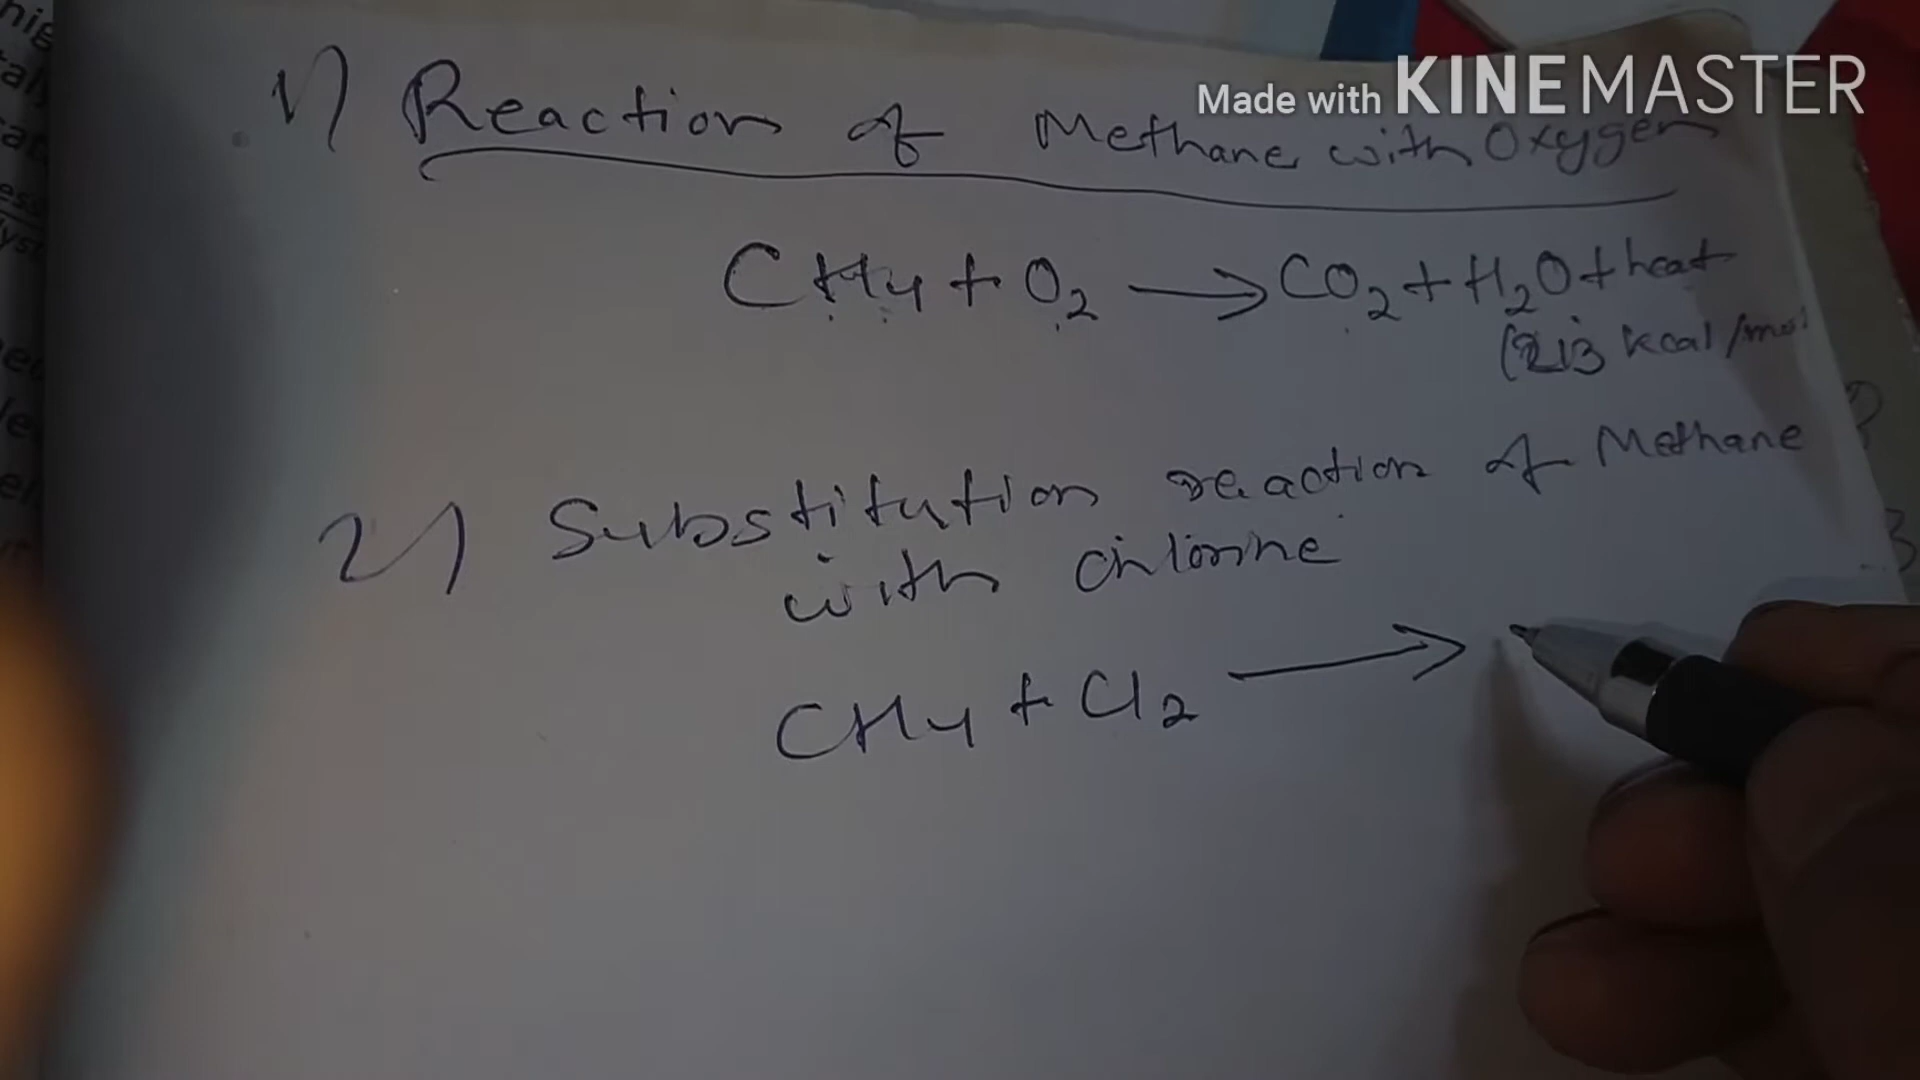 Made with KINEMASTER
1) Reaction of Methane with Oxygen
CH4 + O2 → CO2 + H2O + heat
(213 kcal/mol
2) Substitution reaction of Methane
with chlorine
CH4 + Cl2 →